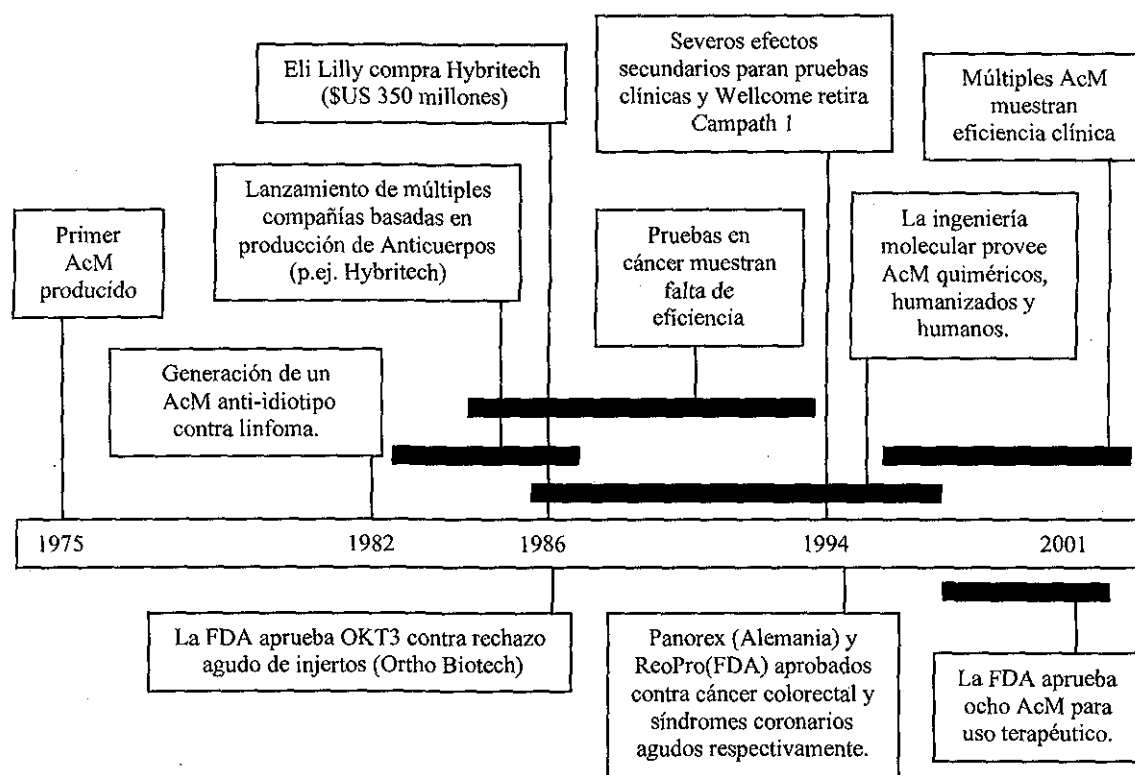 Eli Lilly compra Hybritech
($US 350 millones)
Severos efectos
secundarios paran pruebas
clínicas y Wellcome retira
Campath 1
Múltiples AcM
muestran
eficiencia clínica
Primer
AcM
producido
Lanzamiento de múltiples
compañías basadas en
producción de Anticuerpos
(p.ej. Hybritech)
Pruebas en
cáncer muestran
falta de
eficiencia
La ingeniería
molecular provee
AcM quiméricos,
humanizados y
humanos.
Generación de un
AcM anti-idiotipo
contra linfoma.
1975
1982
1986
1994
2001
La FDA aprueba OKT3 contra rechazo
agudo de injertos (Ortho Biotech)
Panorex (Alemania) y
ReoPro(FDA) aprobados
contra cáncer colorectal y
síndromes coronarios
agudos respectivamente.
La FDA aprueba
ocho AcM para
uso terapéutico.